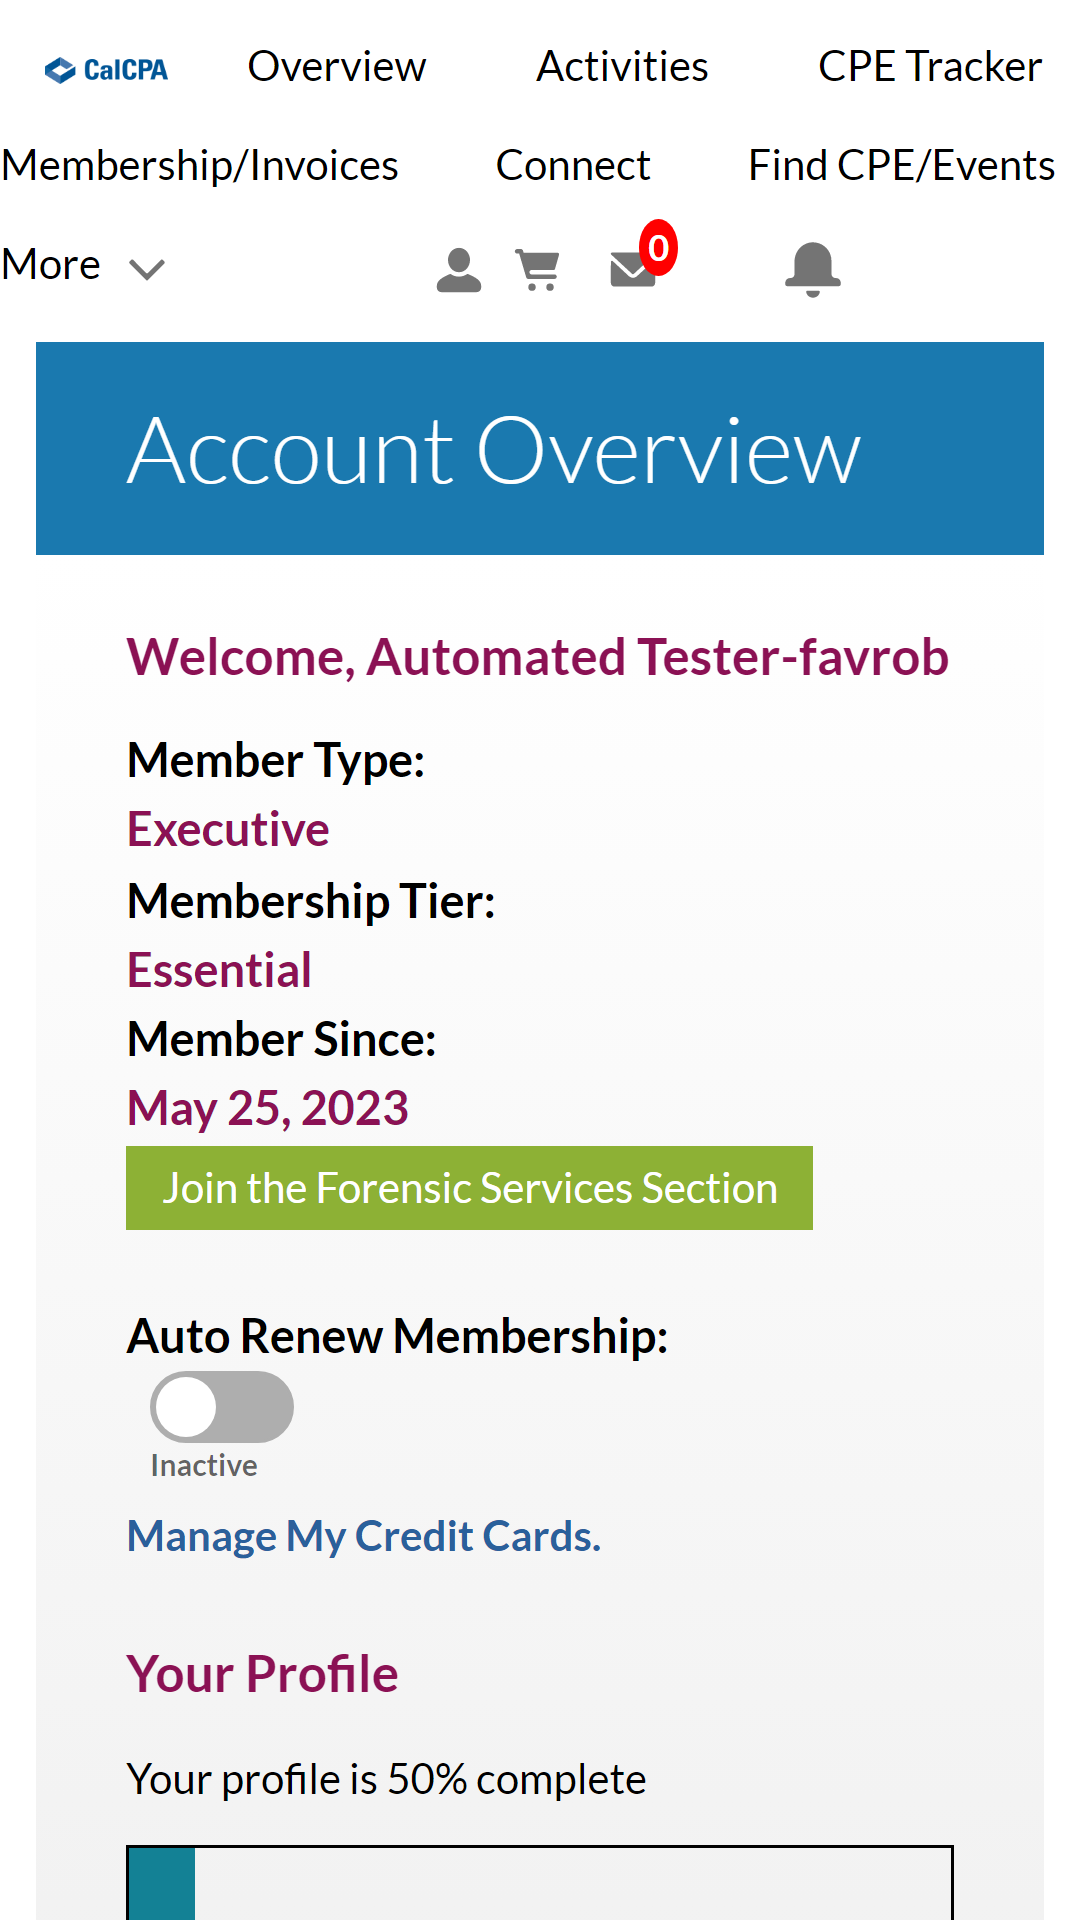 CalCPA Overview Activities CPE Tracker
Membership/Invoices Connect Find CPE/Events
More 0
Account Overview
Welcome, Automated Tester-favrob
Member Type:
Executive
Membership Tier:
Essential
Member Since:
May 25, 2023
Join the Forensic Services Section
Auto Renew Membership:
Inactive
Manage My Credit Cards.
Your Profile
Your profile is 50% complete